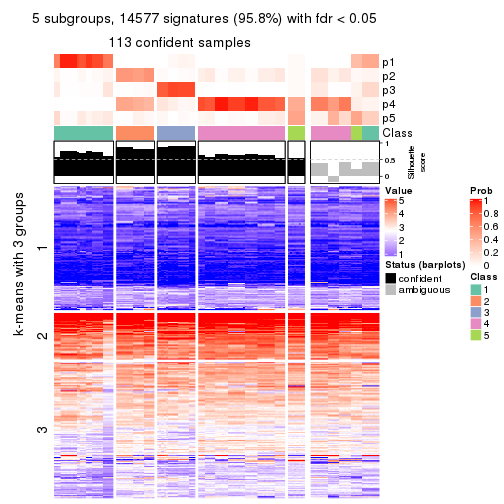 5 subgroups, 14577 signatures (95.8%) with fdr < 0.05
113 confident samples
p1
p2
p3
p4
p5
Class
1
0.5
0
Silhouette
score
k-means with 3 groups
1
2
3
Value
5
4
3
2
1
Status (barplots)
confident
ambiguous
Prob
1
0.8
0.6
0.4
0.2
0
Class
1
2
3
4
5